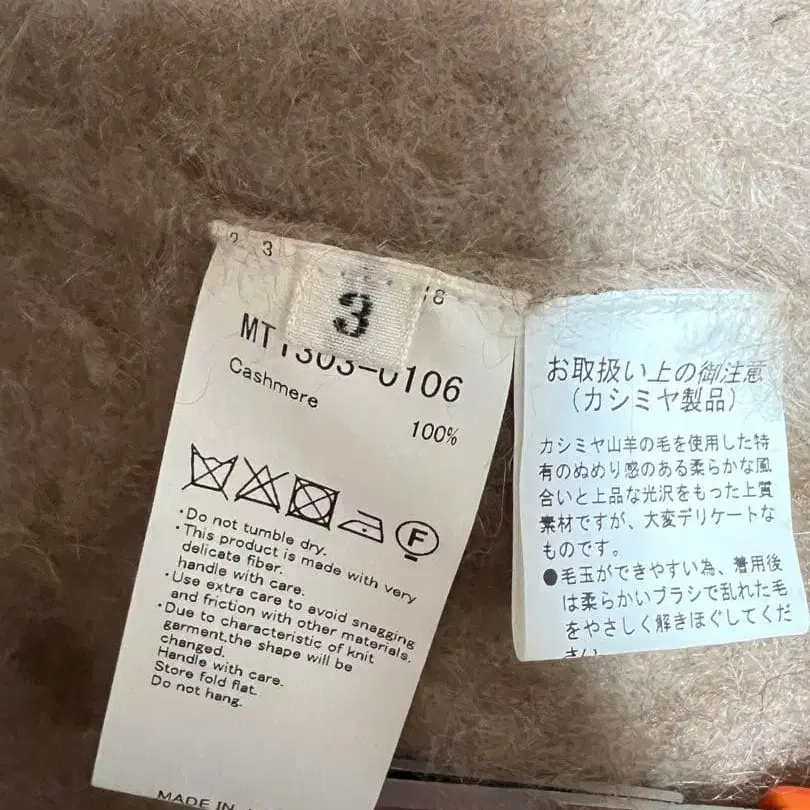 2 3
8
3
MT1303-0106
Cashmere
100%
F
·Do not tumble dry.
·This product is made with very
delicate fiber.
handle with care.
·Use extra care to avoid snagging
and friction with other materials.
·Due to characteristic of knit
garment.the shape will be
changed.
Handle with care.
Store fold flat.
Do not hang.
MADE IN
お取扱い上の御注意
(カシミヤ製品)
カシミヤ山羊の毛を使用した特
有のぬめり感のある柔らかな風
合いと上品な光沢をもった上質
素材ですが、大変デリケートな
ものです。
●毛玉ができやすい為、着用後
は柔らかいブラシで乱れた毛
をやさしく解きほぐしてくだ
さい